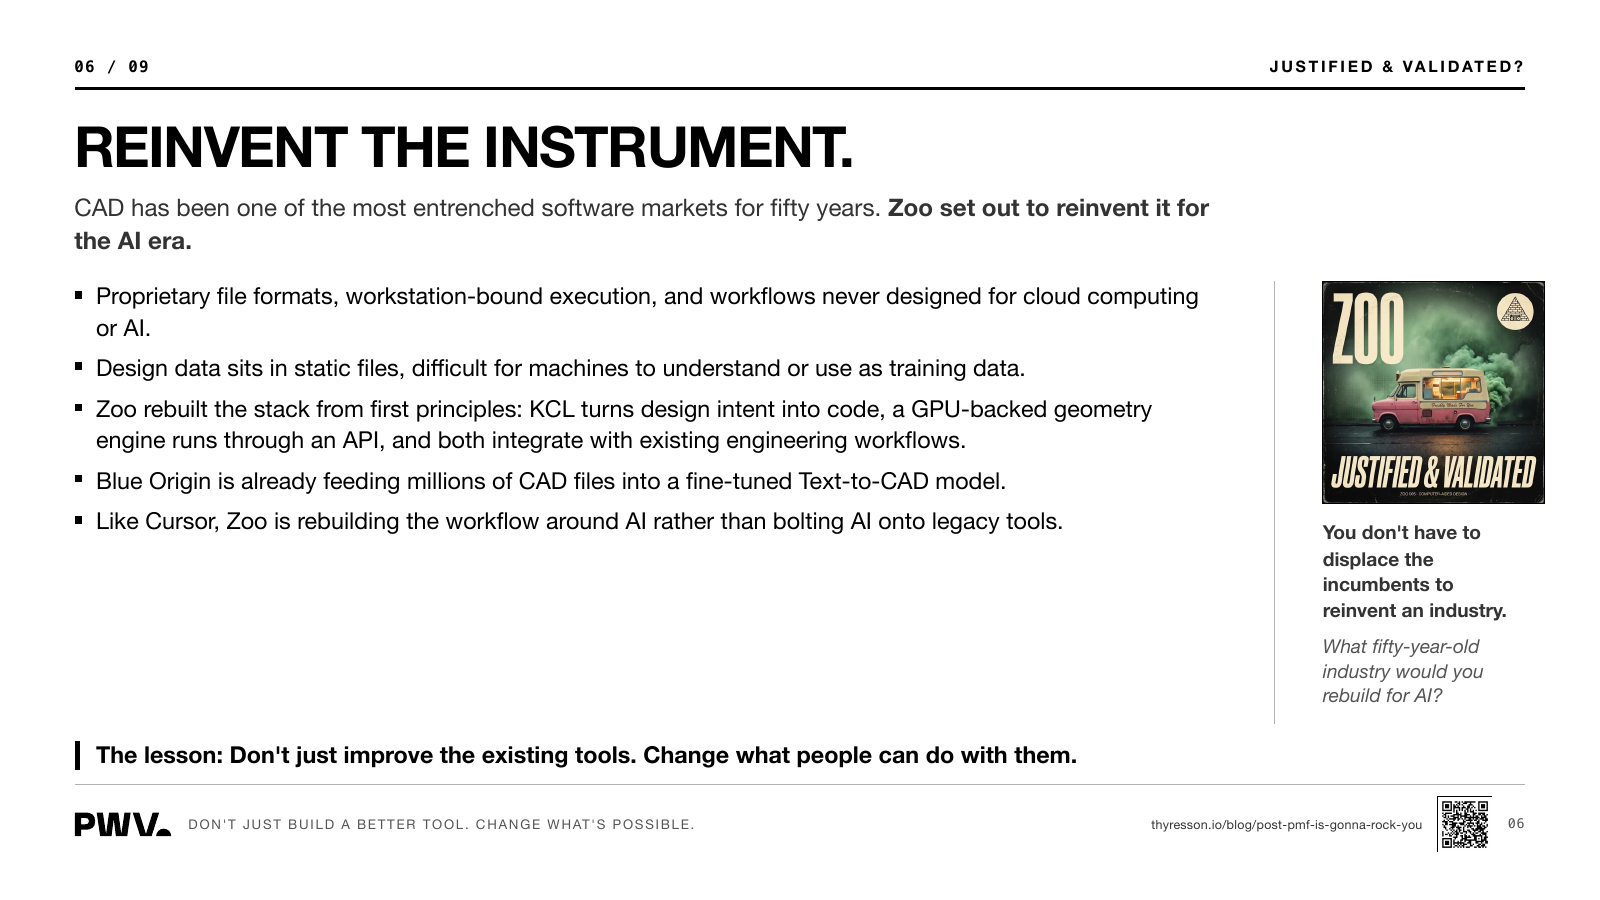 06 / 09
JUSTIFIED & VALIDATED?
REINVENT THE INSTRUMENT.
CAD has been one of the most entrenched software markets for fifty years. Zoo set out to reinvent it for
the AI era.
Proprietary file formats, workstation-bound execution, and workflows never designed for cloud computing
or AI.
Design data sits in static files, difficult for machines to understand or use as training data.
Zoo rebuilt the stack from first principles: KCL turns design intent into code, a GPU-backed geometry
engine runs through an API, and both integrate with existing engineering workflows.
Blue Origin is already feeding millions of CAD files into a fine-tuned Text-to-CAD model.
Like Cursor, Zoo is rebuilding the workflow around AI rather than bolting AI onto legacy tools.
ZOO
JUSTIFIED & VALIDATED
You don't have to
displace the
incumbents to
reinvent an industry.
What fifty-year-old
industry would you
rebuild for AI?
The lesson: Don't just improve the existing tools. Change what people can do with them.
PWV.
DON'T JUST BUILD A BETTER TOOL. CHANGE WHAT'S POSSIBLE.
thyresson.io/blog/post-pmf-is-gonna-rock-you
06